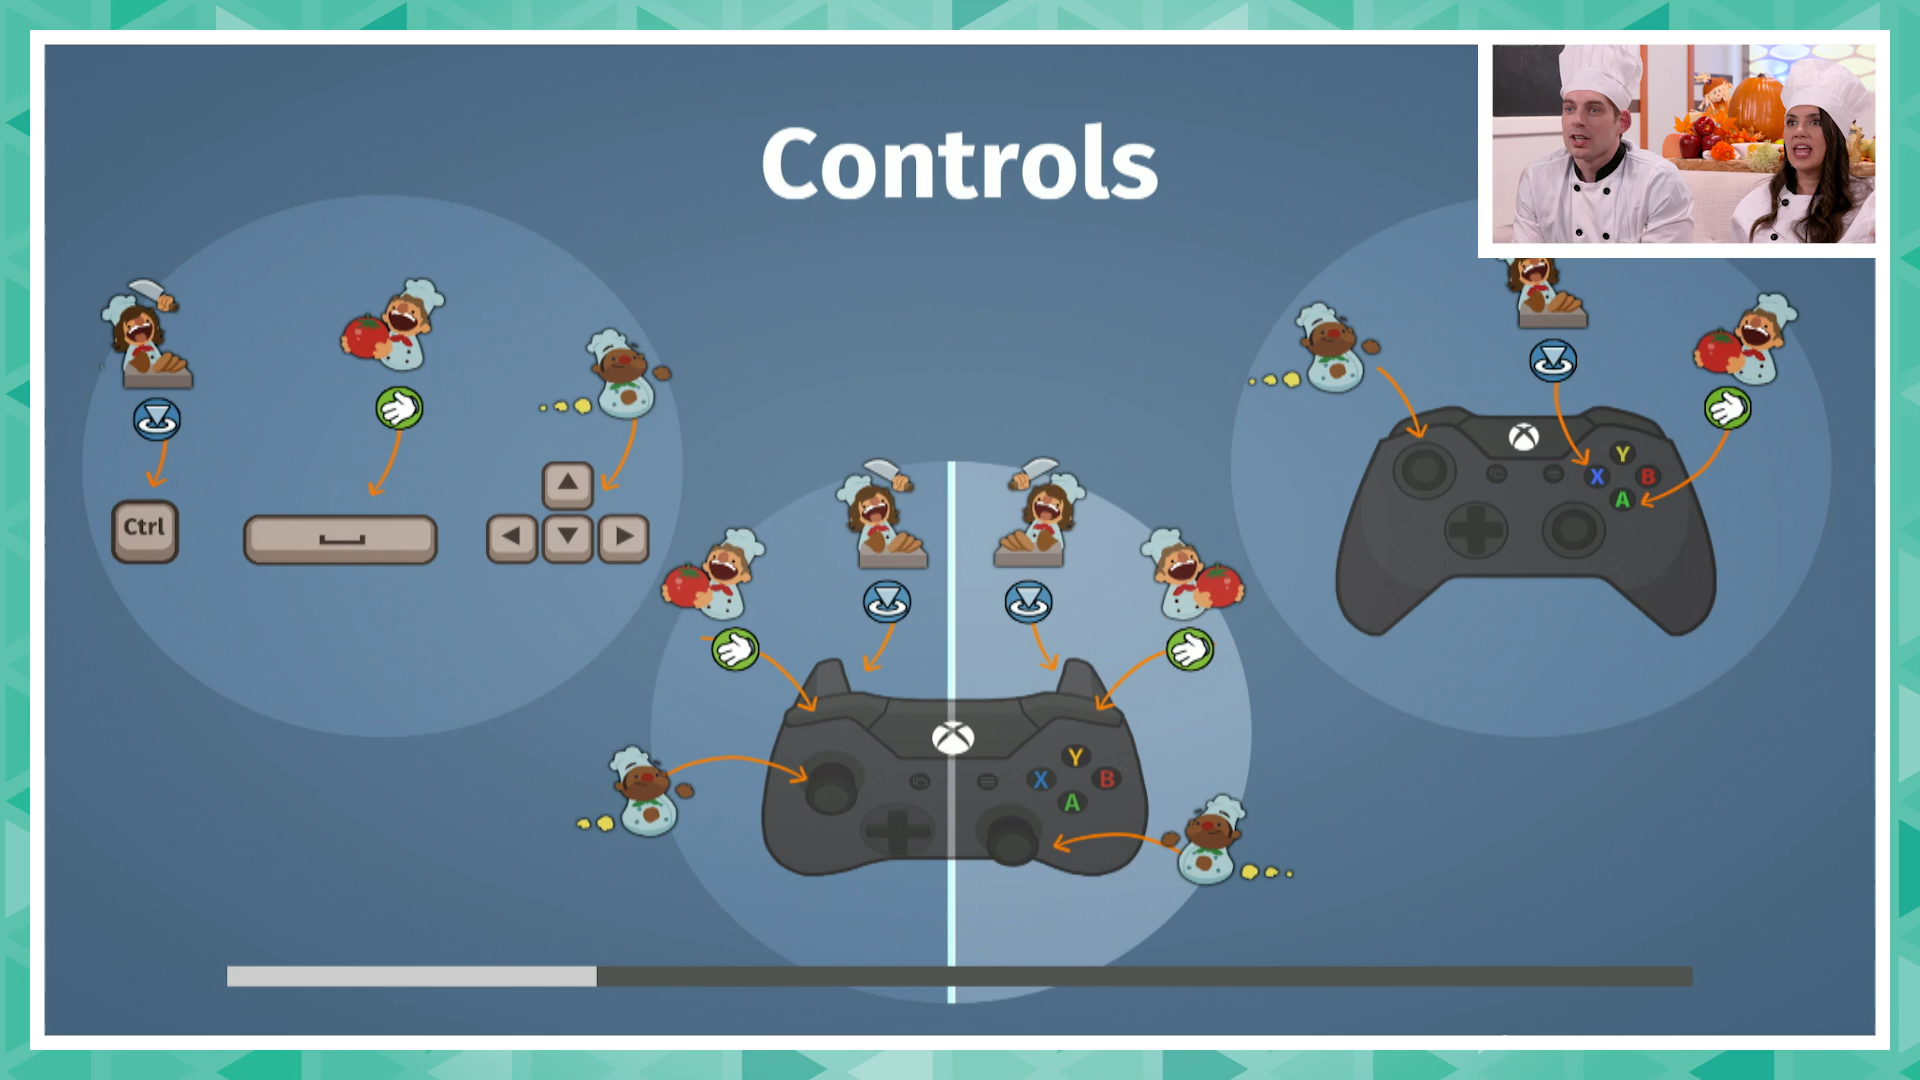 Controls
Ctrl
Y
X B
A
Y
X B
A